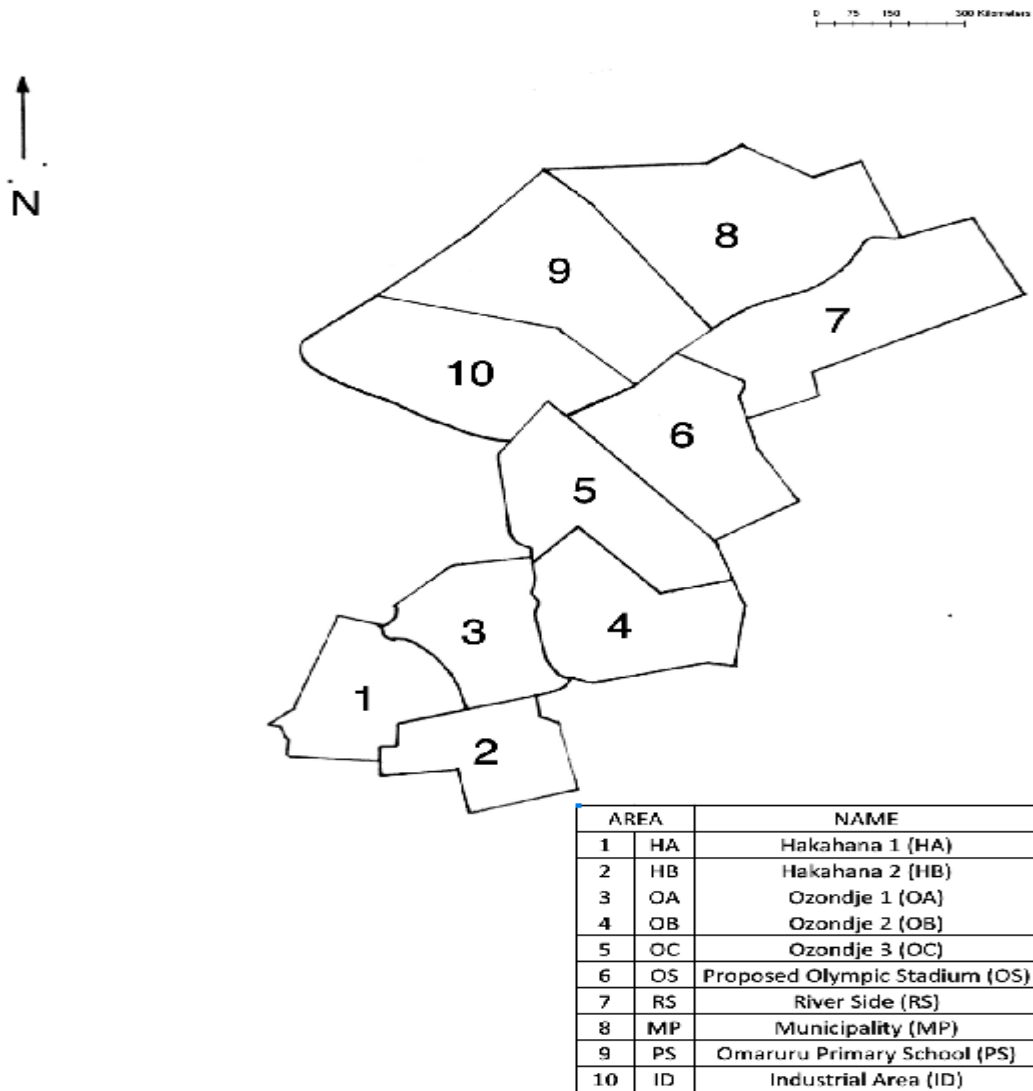 0 75 150 300 Kilometers
N
8
9
7
10
6
5
4
3
1
2
AREA NAME
1 HA Hakahana 1 (HA)
2 HB Hakahana 2 (HB)
3 OA Ozondje 1 (OA)
4 OB Ozondje 2 (OB)
5 OC Ozondje 3 (OC)
6 OS Proposed Olympic Stadium (OS)
7 RS River Side (RS)
8 MP Municipality (MP)
9 PS Omaruru Primary School (PS)
10 ID Industrial Area (ID)